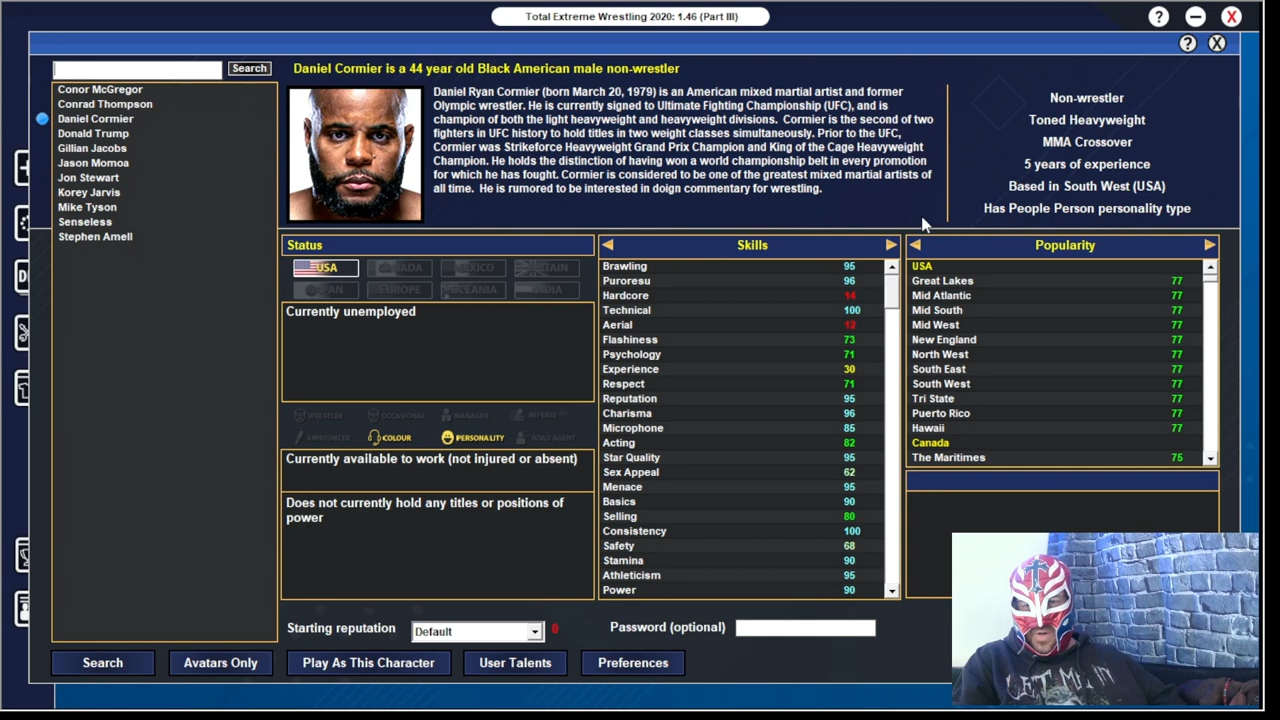 Total Extreme Wrestling 2020: 1.46 (Part III)
? X
? X
Search
Daniel Cormier is a 44 year old Black American male non-wrestler
Conor McGregor
Conrad Thompson
Daniel Cormier
Donald Trump
Gillian Jacobs
Jason Momoa
Jon Stewart
Korey Jarvis
Mike Tyson
Senseless
Stephen Amell
Daniel Ryan Cormier (born March 20, 1979) is an American mixed martial artist and former
Olympic wrestler. He is currently signed to Ultimate Fighting Championship (UFC), and is
champion of both the light heavyweight and heavyweight divisions. Cormier is the second of two
fighters in UFC history to hold titles in two weight classes simultaneously. Prior to the UFC,
Cormier was Strikeforce Heavyweight Grand Prix Champion and King of the Cage Heavyweight
Champion. He holds the distinction of having won a world championship belt in every promotion
for which he has fought. Cormier is considered to be one of the greatest mixed martial artists of
all time. He is rumored to be interested in doign commentary for wrestling.
Non-wrestler
Toned Heavyweight
MMA Crossover
5 years of experience
Based in South West (USA)
Has People Person personality type
Status
USA CANADA MEXICO BRITAIN
EUROPE OCEANIA INDIA
Currently unemployed
WRESTLER OCCASIONAL MANAGER REFEREE
ANNOUNCER COLOUR PERSONALITY ROAD AGENT
Currently available to work (not injured or absent)
Does not currently hold any titles or positions of
power
Skills
Brawling 95
Puroresu 96
Hardcore 14
Technical 100
Aerial 12
Flashiness 73
Psychology 71
Experience 30
Respect 71
Reputation 95
Charisma 96
Microphone 85
Acting 82
Star Quality 95
Sex Appeal 62
Menace 95
Basics 90
Selling 80
Consistency 100
Safety 68
Stamina 90
Athleticism 95
Power 90
Popularity
USA
Great Lakes 77
Mid Atlantic 77
Mid South 77
Mid West 77
New England 77
North West 77
South East 77
South West 77
Tri State 77
Puerto Rico 77
Hawaii 77
Canada
The Maritimes 75
Starting reputation Default 0 Password (optional)
Search Avatars Only Play As This Character User Talents Preferences
LET ME IN